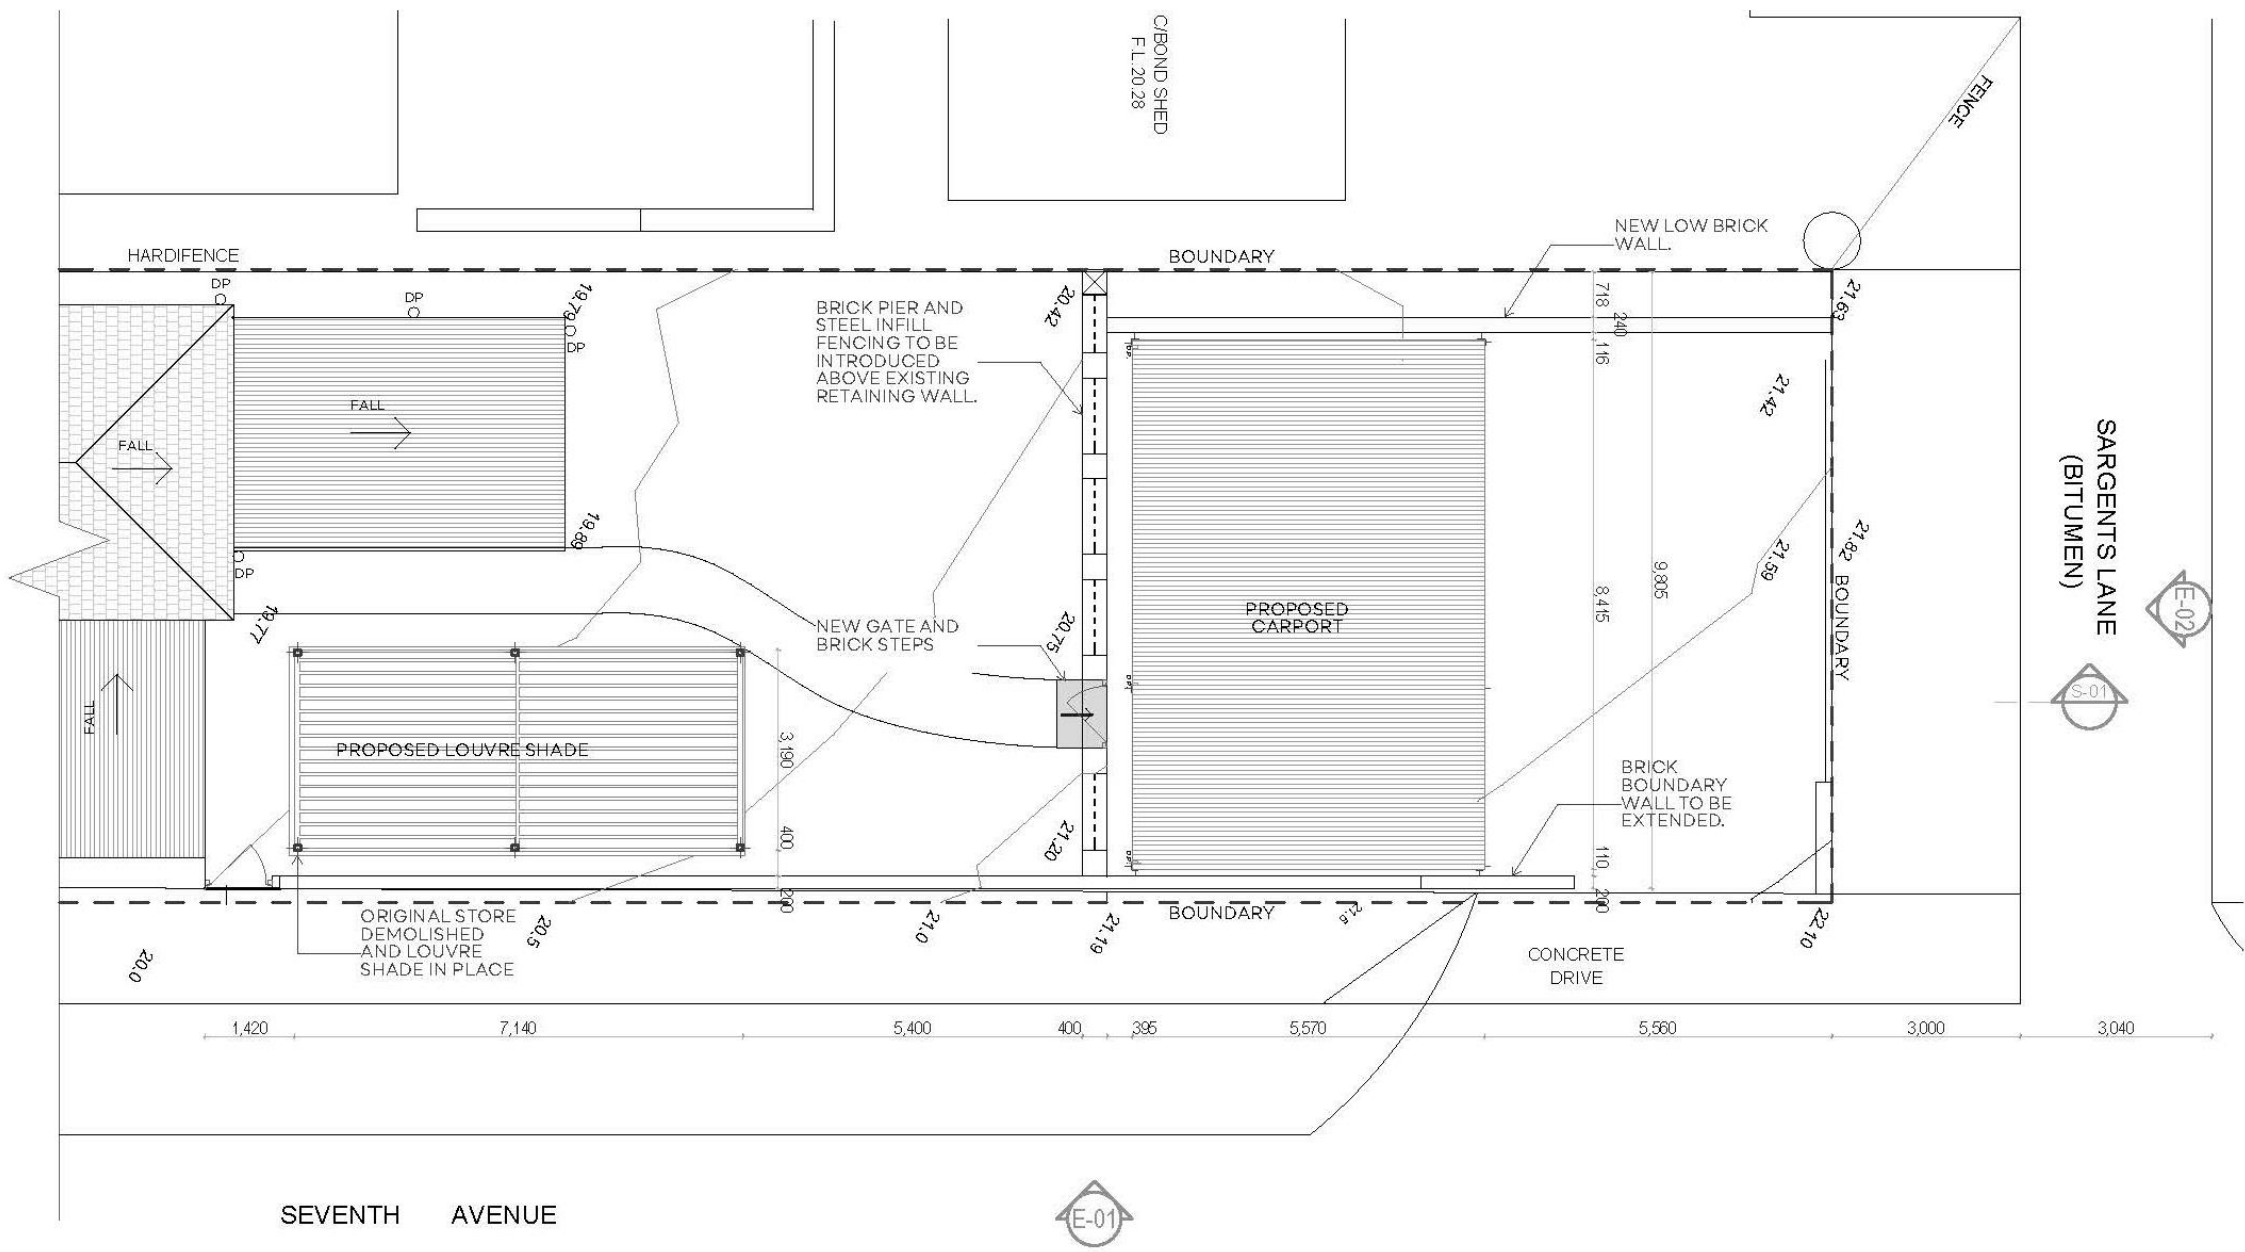 C/BOND SHED
F.L.20.28
FENCE
HARDIFENCE
BOUNDARY
NEW LOW BRICK
WALL.
DP
DP
DP
DP
19.79
19.89
19.77
20.42
BRICK PIER AND
STEEL INFILL
FENCING TO BE
INTRODUCED
ABOVE EXISTING
RETAINING WALL.
718
240
116
21.63
21.42
FALL
FALL
FALL
SARGENTS LANE
(BITUMEN)
E-02
S-01
21.82
BOUNDARY
21.59
9,805
8,415
PROPOSED
CARPORT
NEW GATE AND
BRICK STEPS
20.75
DP.
DP.
DP.
PROPOSED LOUVRE SHADE
3,190
400
200
21.20
BRICK
BOUNDARY
WALL TO BE
EXTENDED.
110
200
BOUNDARY
ORIGINAL STORE
DEMOLISHED
AND LOUVRE
SHADE IN PLACE
20.0
20.5
21.0
21.19
21.5
22.10
CONCRETE
DRIVE
1,420
7,140
5,400
400
395
5,570
5,560
3,000
3,040
SEVENTH AVENUE
E-01